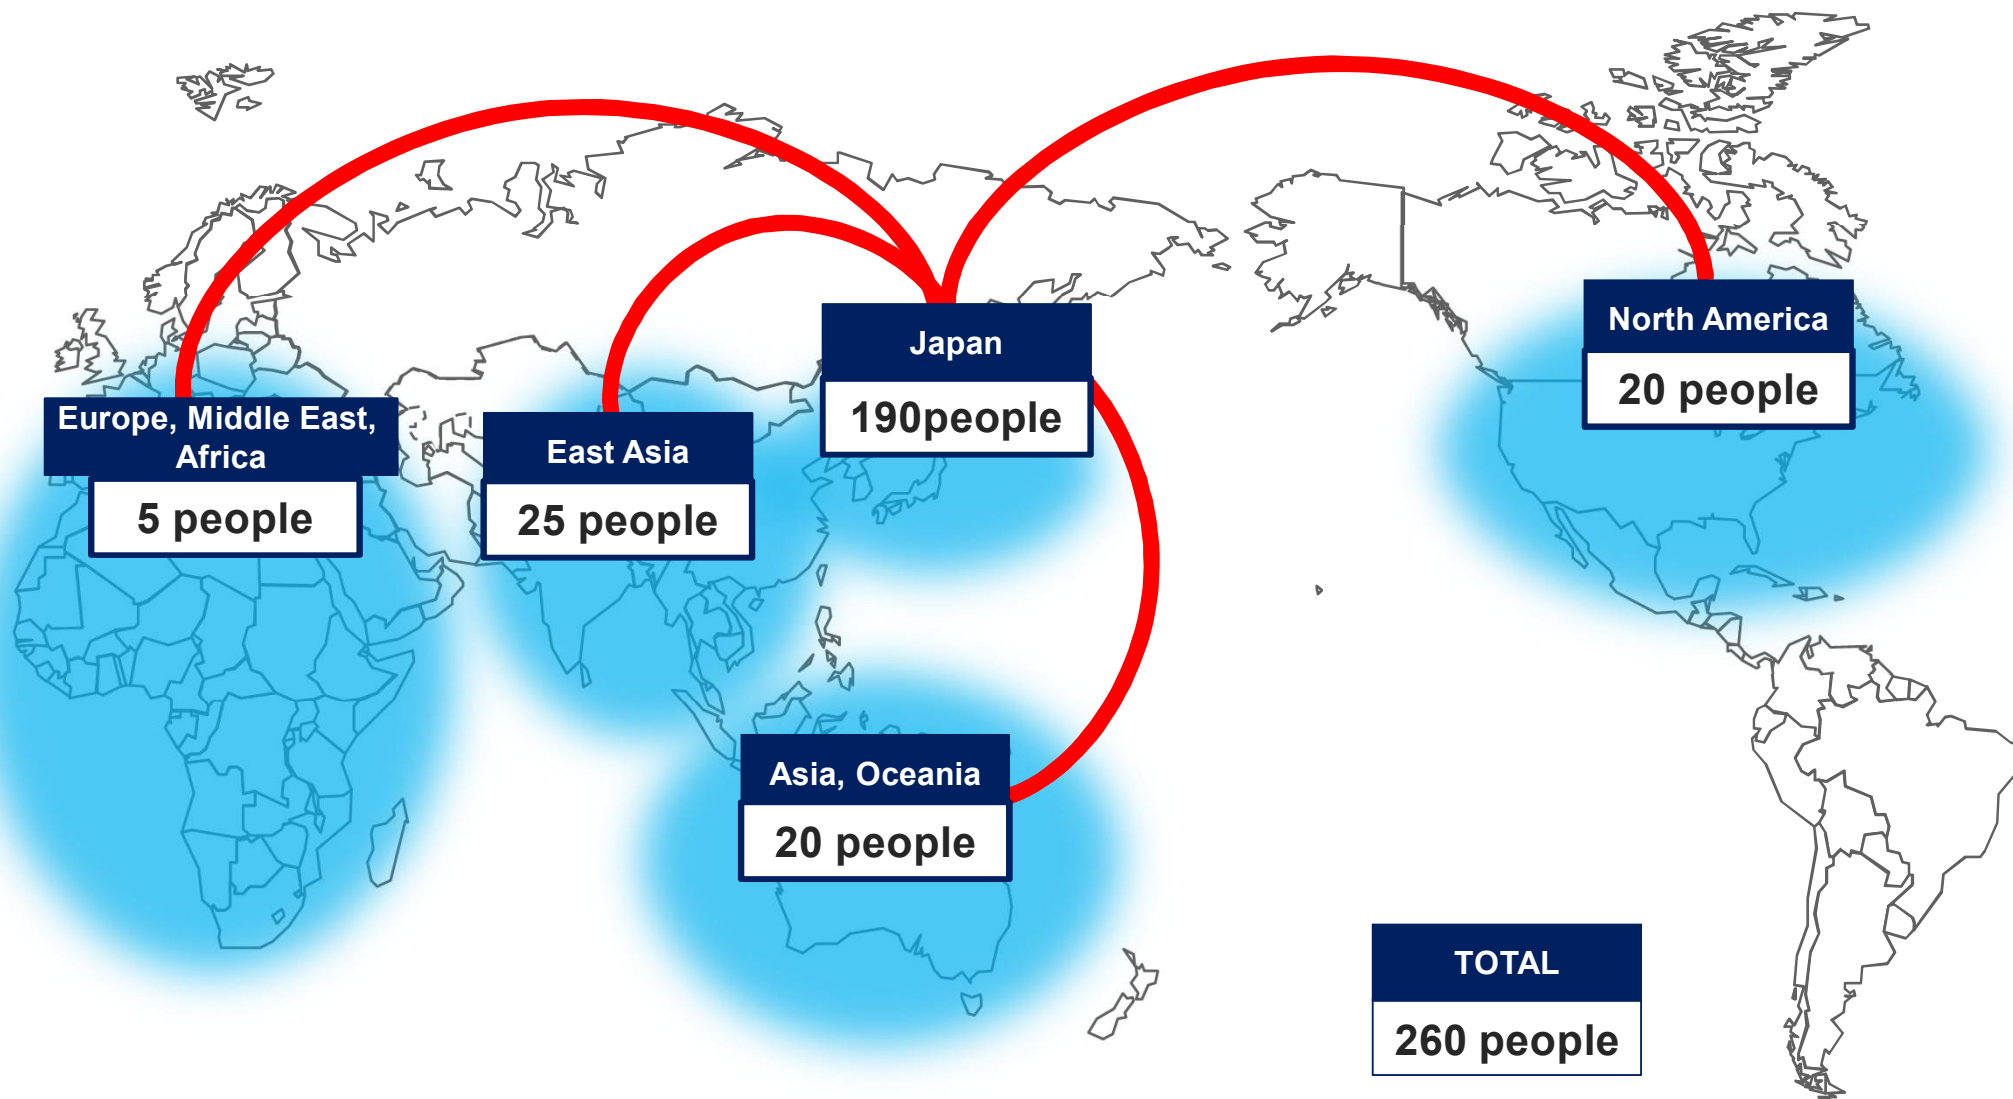 Japan
190people
North America
20 people
Europe, Middle East,
Africa
5 people
East Asia
25 people
Asia, Oceania
20 people
TOTAL
260 people